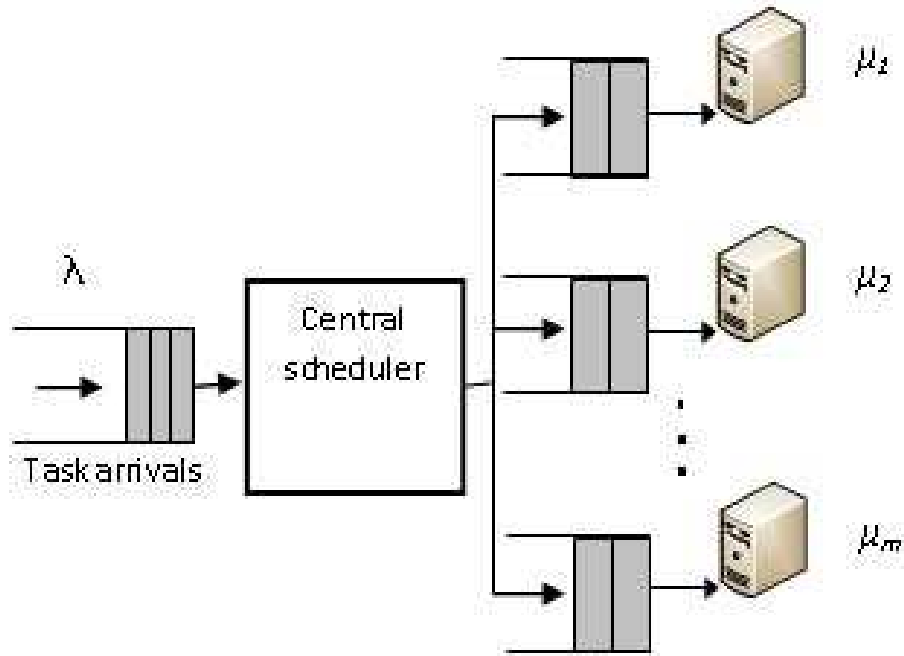 μ1
λ
μ2
Central
scheduler
Task arrivals
μm